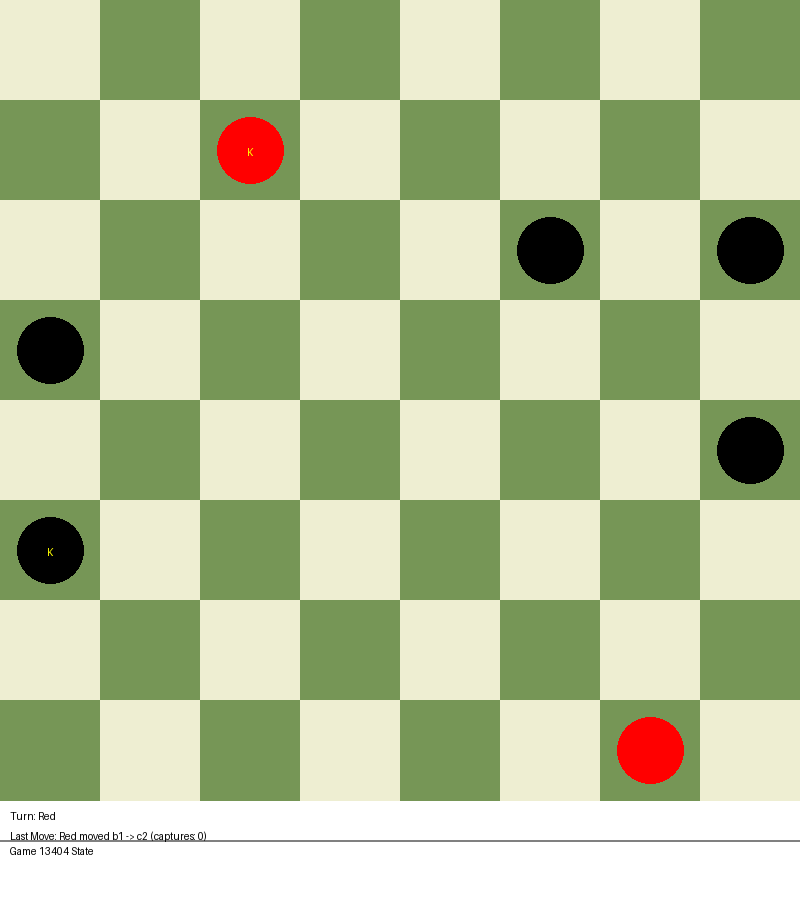 K
K
Turn: Red
Last Move: Red moved b1 -> c2 (captures: 0)
Game 13404 State